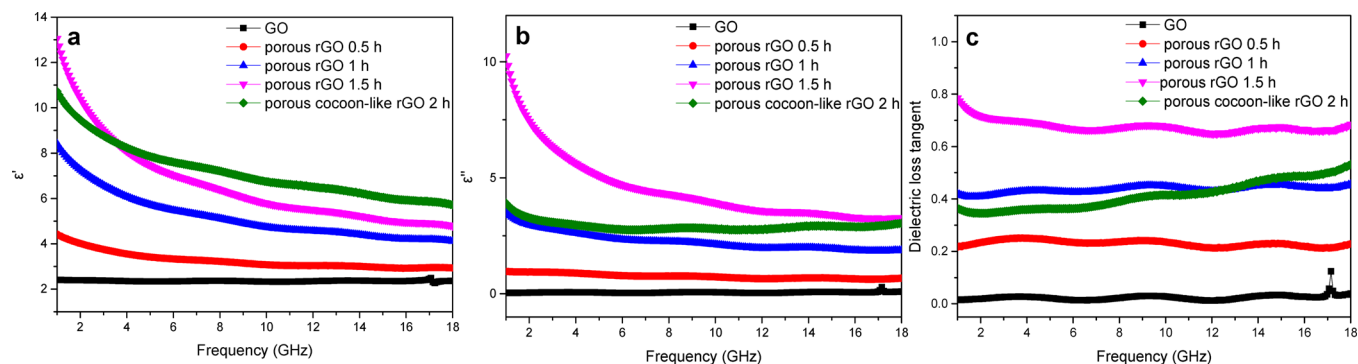 a
GO
porous rGO 0.5 h
porous rGO 1 h
porous rGO 1.5 h
porous cocoon-like rGO 2 h
14
12
10
8
6
4
2
ε'
2
4
6
8
10
12
14
16
18
Frequency (GHz)
b
GO
porous rGO 0.5 h
porous rGO 1 h
porous rGO 1.5 h
porous cocoon-like rGO 2 h
10
5
0
ε"
2
4
6
8
10
12
14
16
18
Frequency (GHz)
c
GO
porous rGO 0.5 h
porous rGO 1 h
porous rGO 1.5 h
porous cocoon-like rGO 2 h
1.0
0.8
0.6
0.4
0.2
0.0
Dielectric loss tangent
2
4
6
8
10
12
14
16
18
Frequency (GHz)